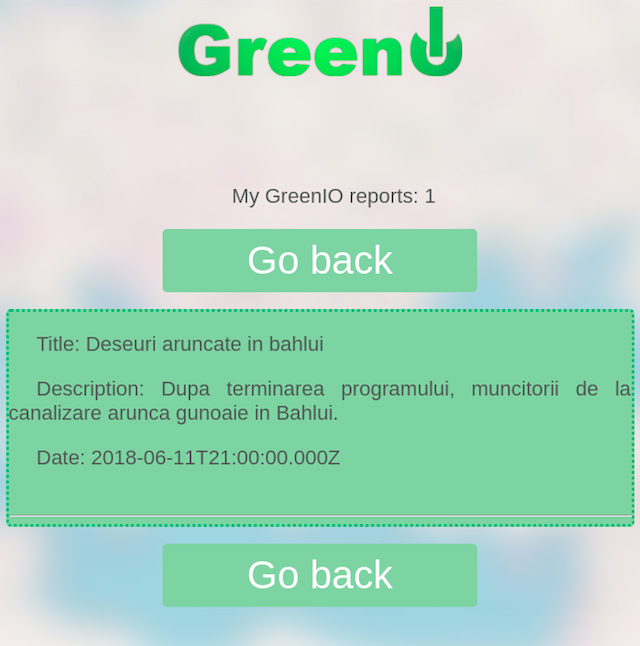 GreenIO
My GreenIO reports: 1
Go back
Title: Deseuri aruncate in bahlui
Description: Dupa terminarea programului, muncitorii de la
canalizare arunca gunoaie in Bahlui.
Date: 2018-06-11T21:00:00.000Z
Go back